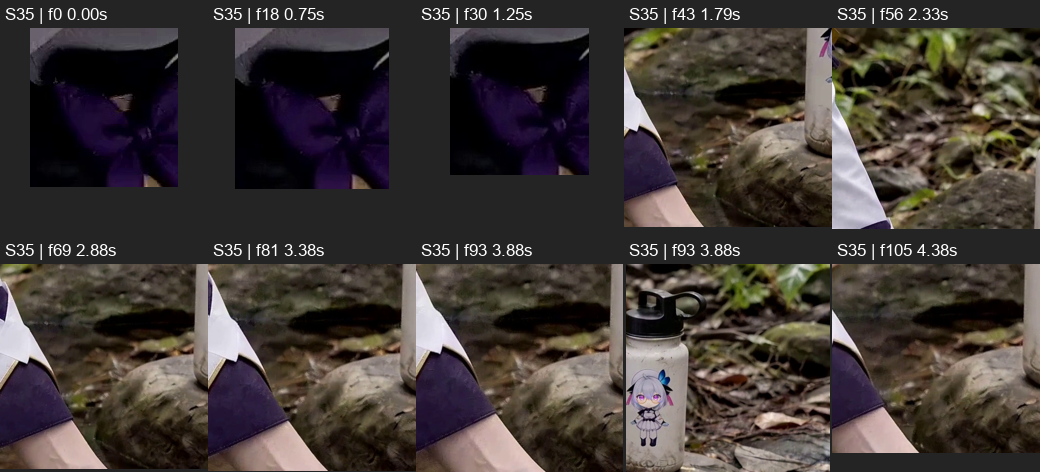 S35 | f0 0.00s
S35 | f18 0.75s
S35 | f30 1.25s
S35 | f43 1.79s
S35 | f56 2.33s
S35 | f69 2.88s
S35 | f81 3.38s
S35 | f93 3.88s
S35 | f93 3.88s
S35 | f105 4.38s